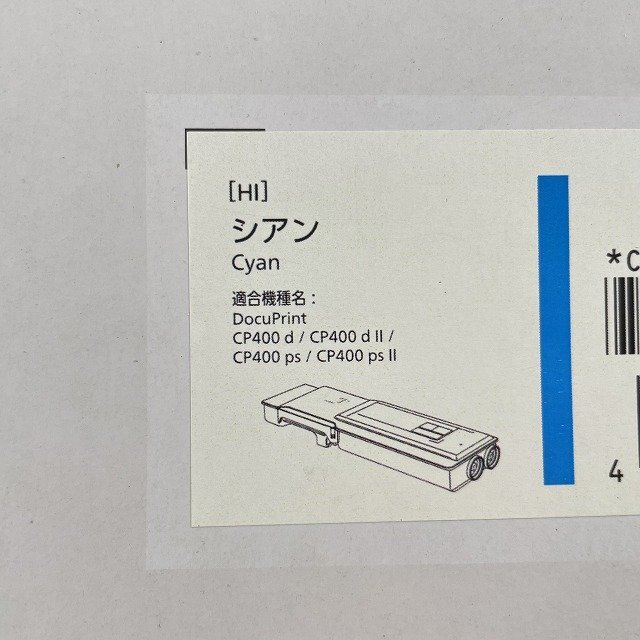 [HI]
シアン
Cyan
適合機種名：
DocuPrint
CP400 d / CP400 d II /
CP400 ps / CP400 ps II
*C
4